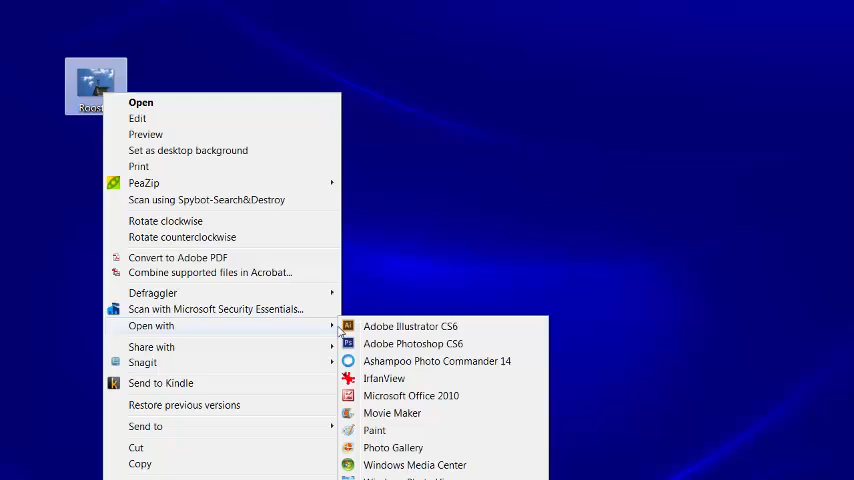 Open
Edit
Preview
Set as desktop background
Print
PeaZip
Scan using Spybot-Search&Destroy
Rotate clockwise
Rotate counterclockwise
Convert to Adobe PDF
Combine supported files in Acrobat...
Defraggler
Scan with Microsoft Security Essentials...
Open with
Share with
Snagit
Send to Kindle
Restore previous versions
Send to
Cut
Copy
Ai Adobe Illustrator CS6
Ps Adobe Photoshop CS6
Ashampoo Photo Commander 14
IrfanView
Microsoft Office 2010
Movie Maker
Paint
Photo Gallery
Windows Media Center